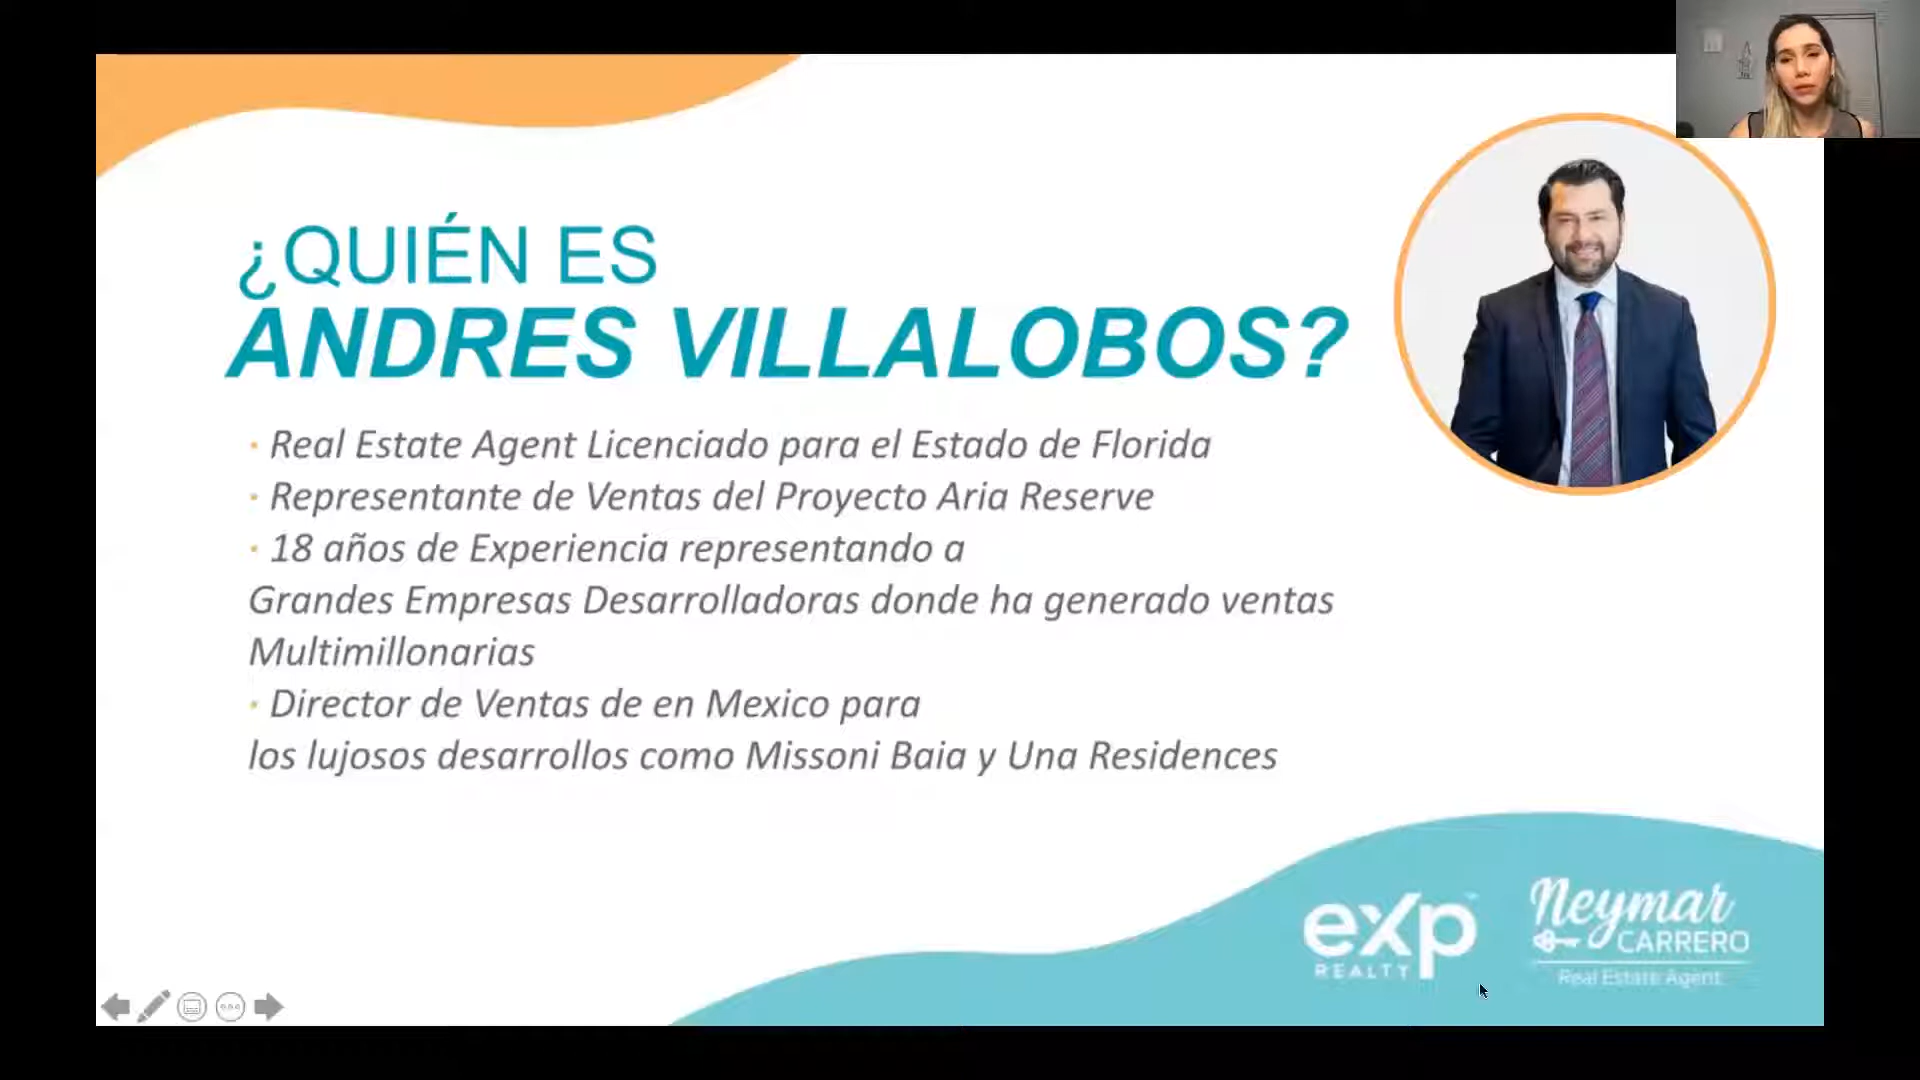 ¿QUIÉN ES
ANDRES VILLALOBOS?
· Real Estate Agent Licenciado para el Estado de Florida
· Representante de Ventas del Proyecto Aria Reserve
· 18 años de Experiencia representando a
Grandes Empresas Desarrolladoras donde ha generado ventas
Multimillonarias
· Director de Ventas de en Mexico para
los lujosos desarrollos como Missoni Baia y Una Residences
eXp
REALTY
Neymar
CARRERO
Real Estate Agent